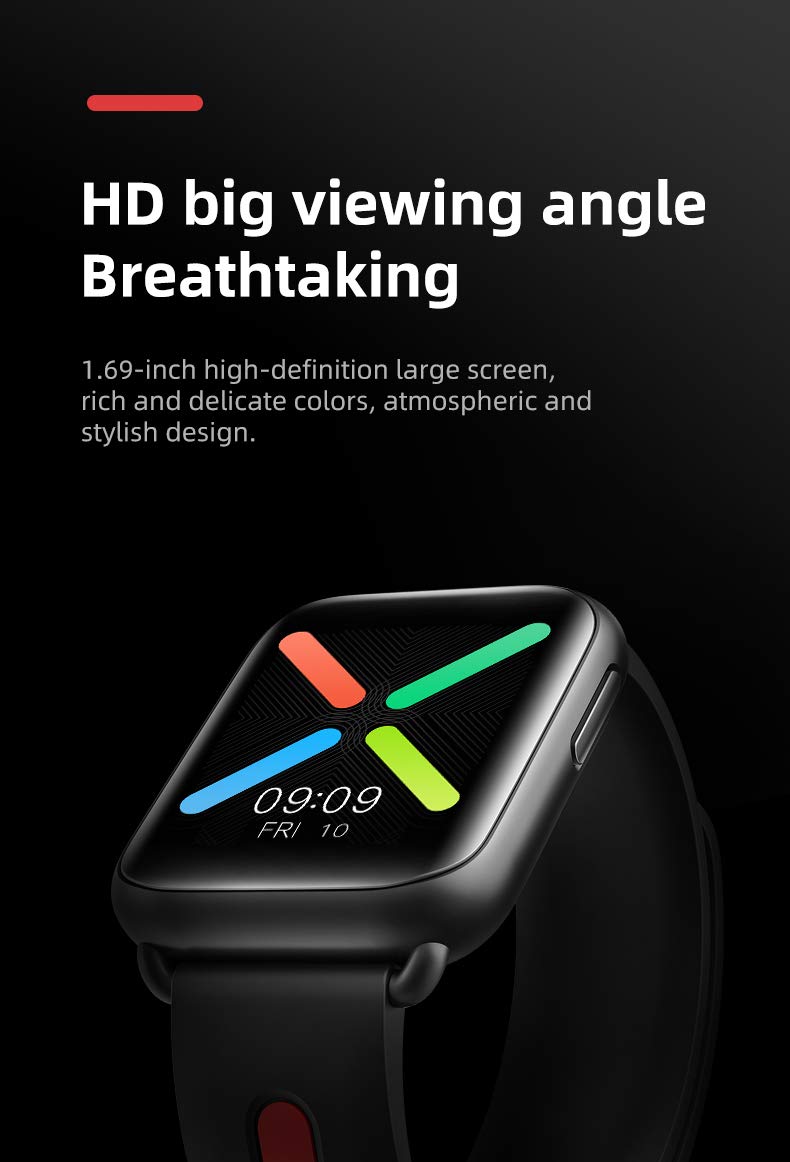 HD big viewing angle
Breathtaking
1.69-inch high-definition large screen,
rich and delicate colors, atmospheric and
stylish design.
09:09
FRI 10